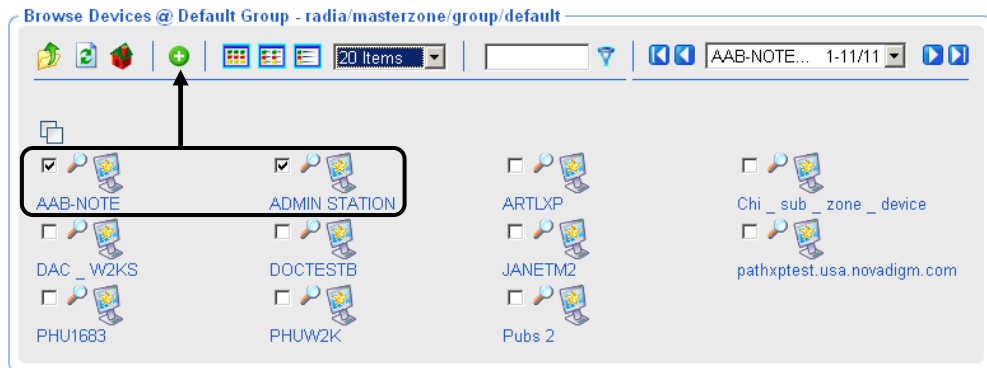 Browse Devices @ Default Group - radia/masterzone/group/default
20 Items AAB-NOTE... 1-11/11
AAB-NOTE ADMIN STATION ARTLXP Chi _ sub _ zone _ device
DAC _ W2KS DOCTESTB JANETM2 pathxptest.usa.novadigm.com
PHU1683 PHUW2K Pubs 2